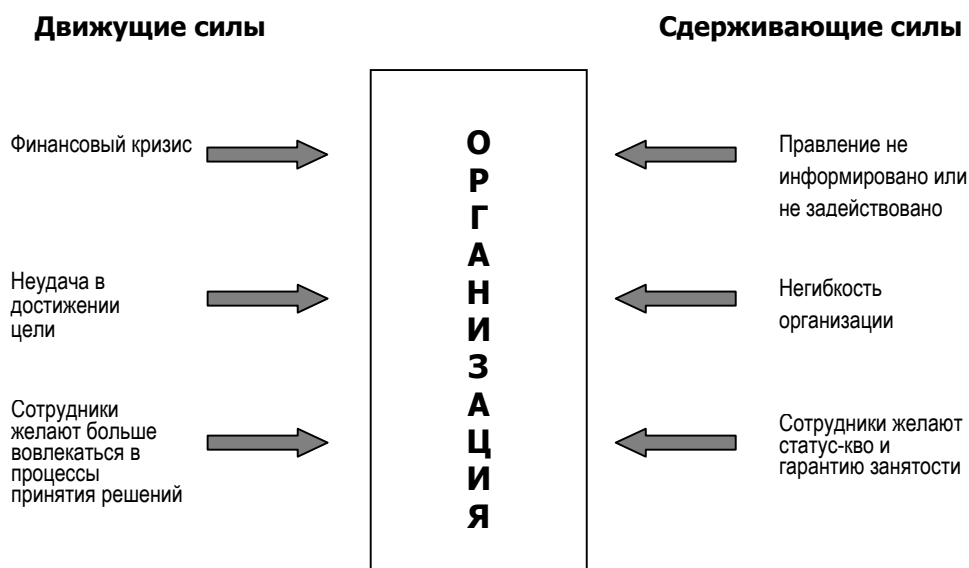 Движущие силы
Сдерживающие силы
Финансовый кризис
Неудача в
достижении
цели
Сотрудники
желают больше
вовлекаться в
процессы
принятия решений
ОРГАНИЗАЦИЯ
Правление не
информировано или
не задействовано
Негибкость
организации
Сотрудники желают
статус-кво и
гарантию занятости